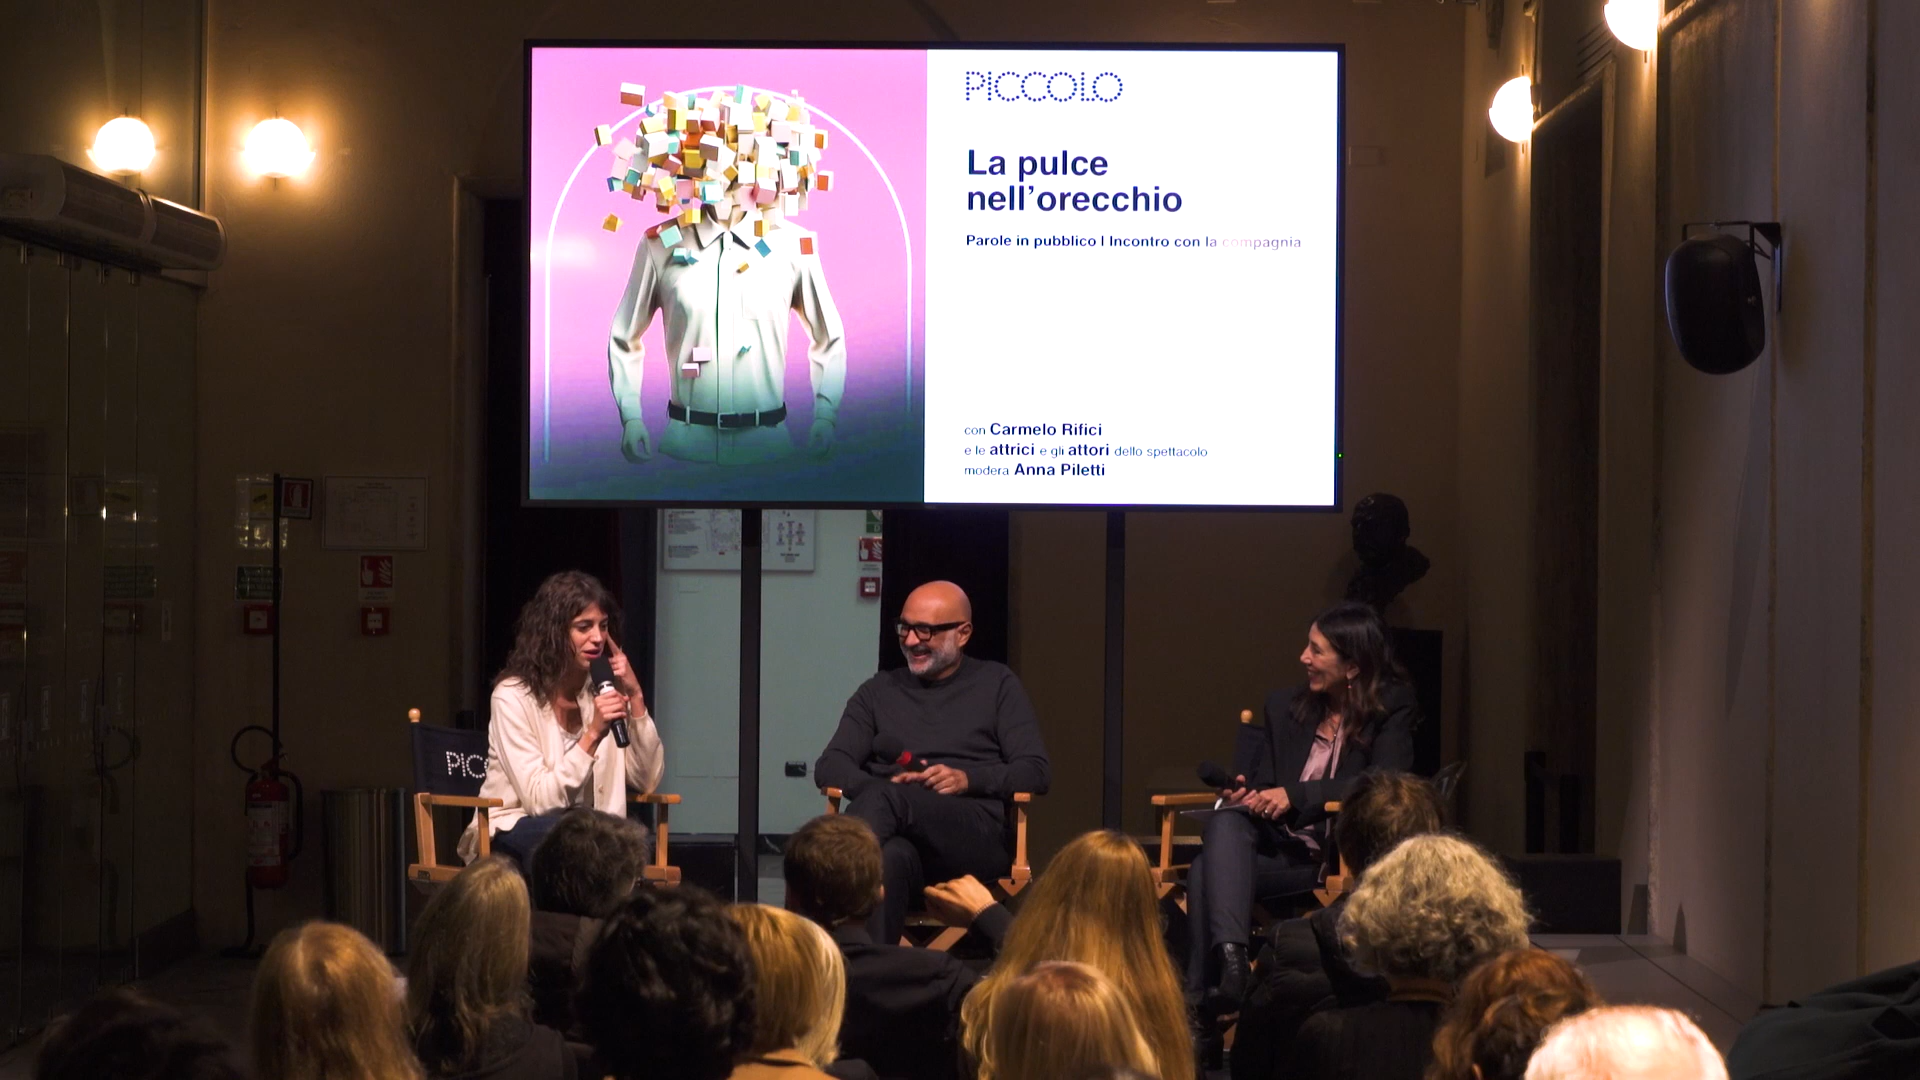 PICCOLO
La pulce
nell’orecchio
Parole in pubblico | Incontro con la compagnia
con Carmelo Rifici
e le attrici e gli attori dello spettacolo
modera Anna Piletti
PICC